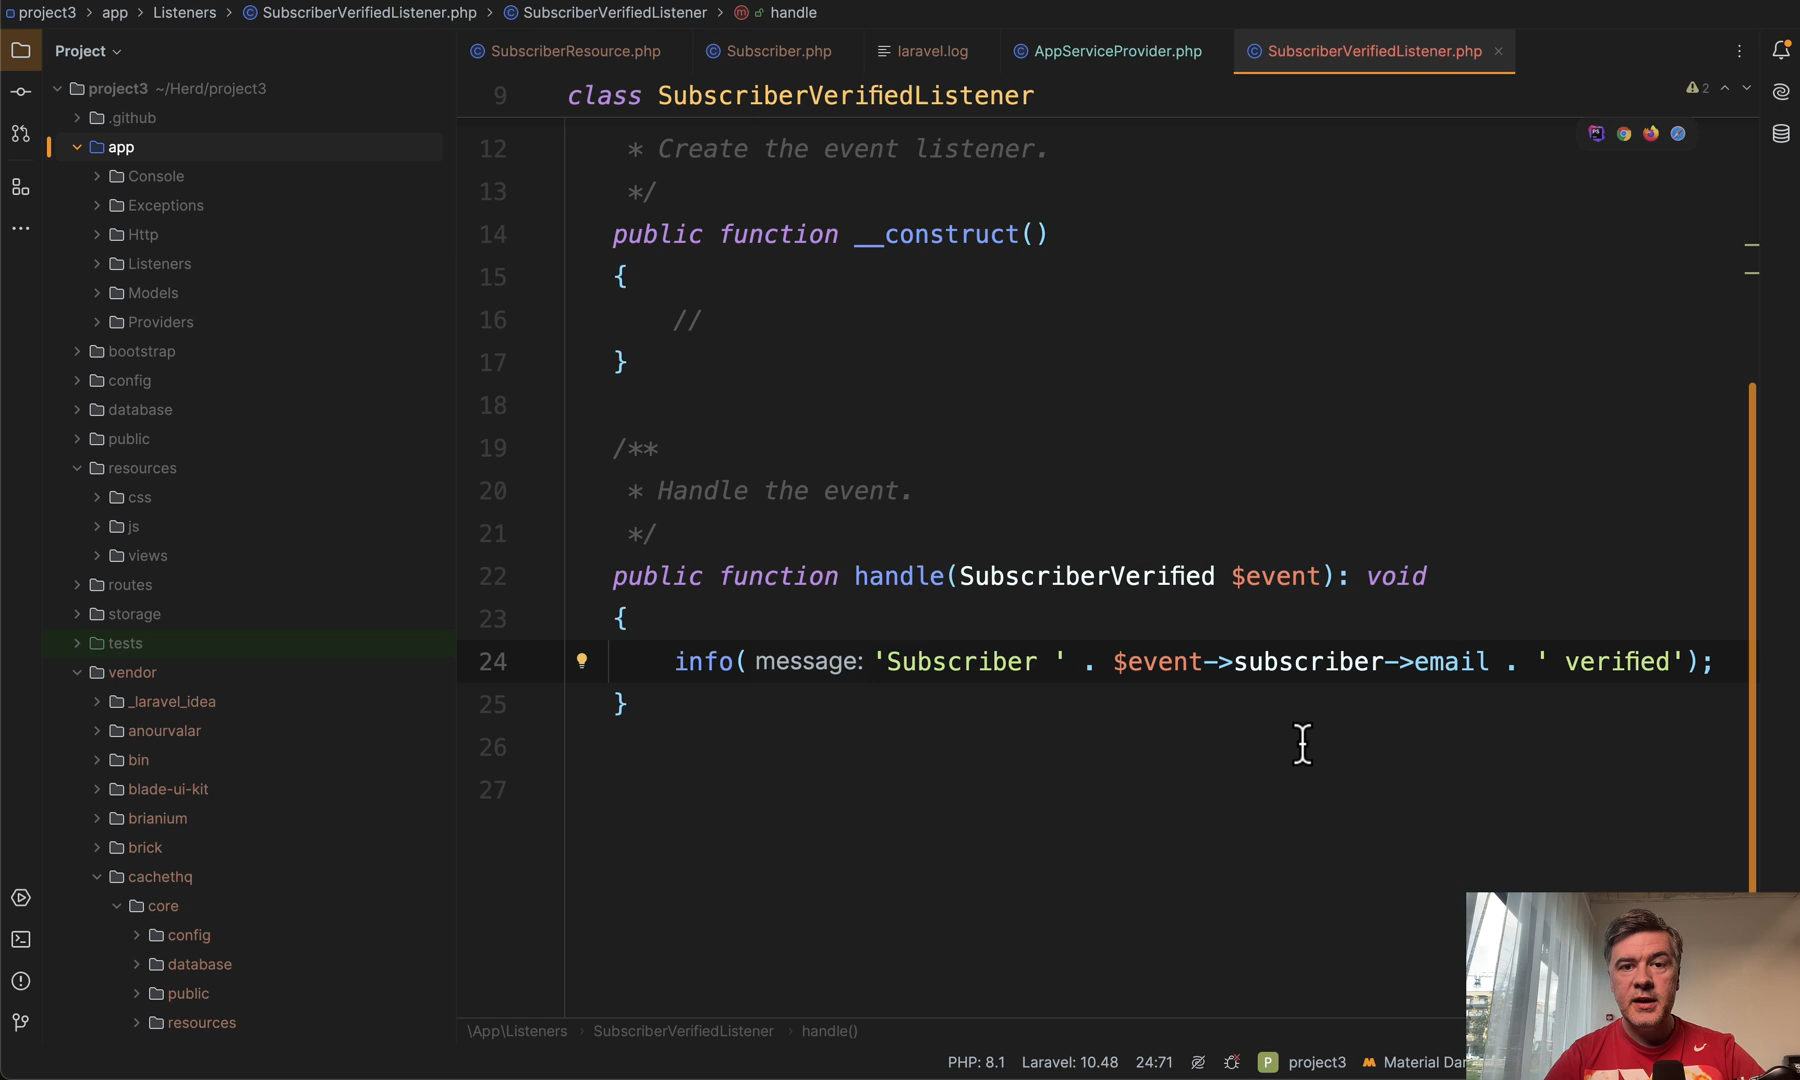 project3 › app › Listeners › SubscriberVerifiedListener.php › SubscriberVerifiedListener › handle
Project
SubscriberResource.php
Subscriber.php
laravel.log
AppServiceProvider.php
SubscriberVerifiedListener.php
project3 ~/Herd/project3
.github
app
Console
Exceptions
Http
Listeners
Models
Providers
bootstrap
config
database
public
resources
css
js
views
routes
storage
tests
vendor
_laravel_idea
anourvalar
bin
blade-ui-kit
brianium
brick
cachethq
core
config
database
public
resources
2
9 class SubscriberVerifiedListener
12 * Create the event listener.
13 */
14 public function __construct()
15 {
16 //
17 }
18
19 /**
20 * Handle the event.
21 */
22 public function handle(SubscriberVerified $event): void
23 {
24 info( message: 'Subscriber ' . $event->subscriber->email . ' verified');
25 }
26
27
\App\Listeners › SubscriberVerifiedListener › handle()
PHP: 8.1 Laravel: 10.48 24:71 P project3 Material Dar